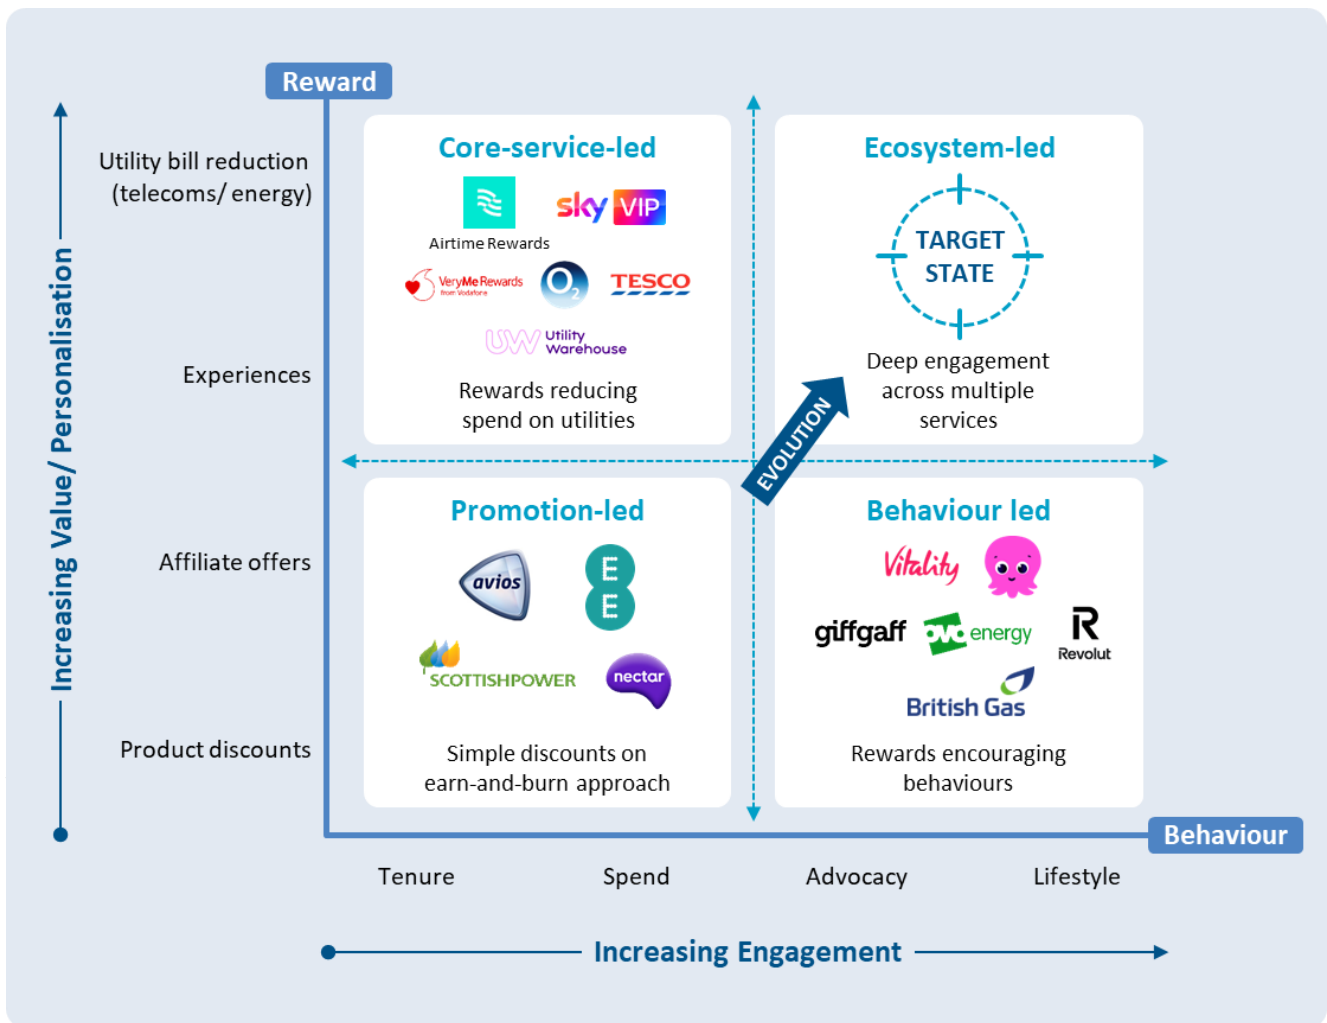 Reward
Utility bill reduction
(telecoms/ energy)
Experiences
Affiliate offers
Product discounts
Increasing Value/ Personalisation
Core-service-led
Airtime Rewards
sky VIP
VeryMe Rewards
from Vodafone
O2
TESCO
UW Utility
Warehouse
Rewards reducing
spend on utilities
Ecosystem-led
TARGET
STATE
Deep engagement
across multiple
services
EVOLUTION
Promotion-led
avios
E
E
SCOTTISHPOWER
nectar
Simple discounts on
earn-and-burn approach
Behaviour led
Vitality
giffgaff
ovo energy
R
Revolut
British Gas
Rewards encouraging
behaviours
Behaviour
Tenure
Spend
Advocacy
Lifestyle
Increasing Engagement